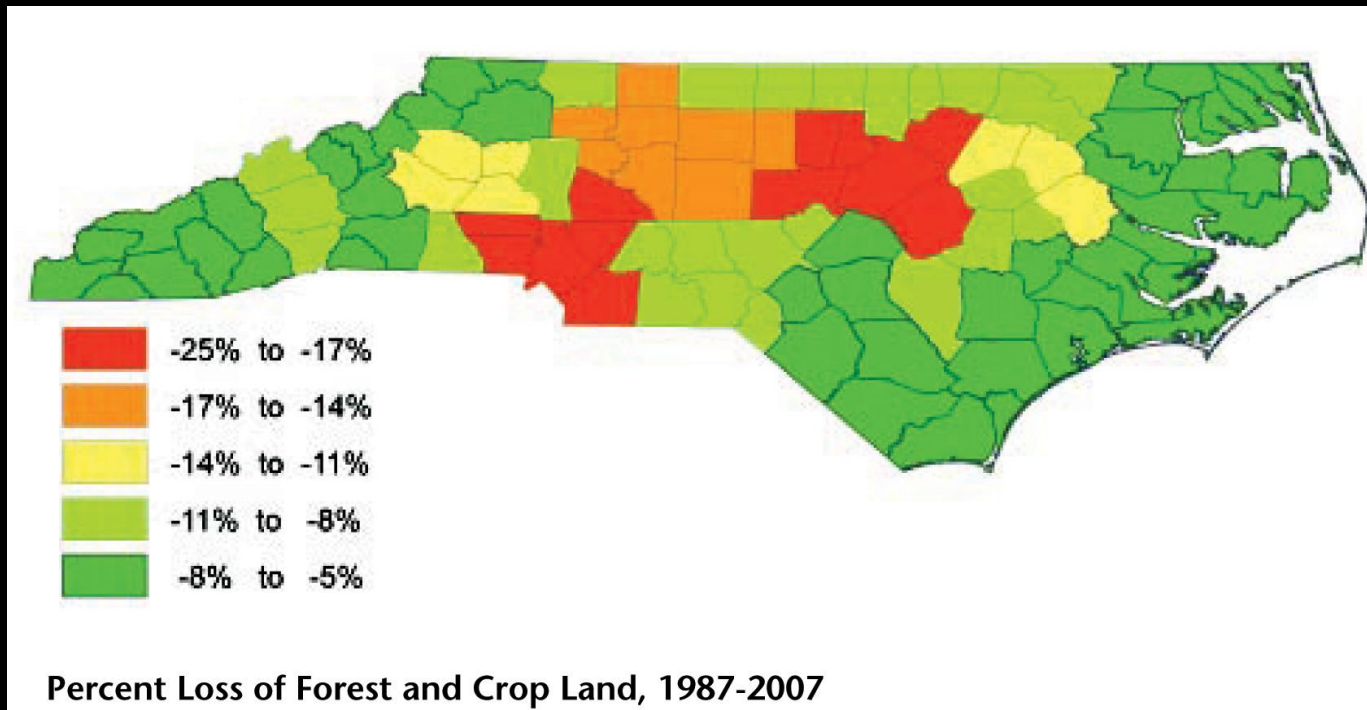 -25% to -17%
-17% to -14%
-14% to -11%
-11% to -8%
-8% to -5%
Percent Loss of Forest and Crop Land, 1987-2007